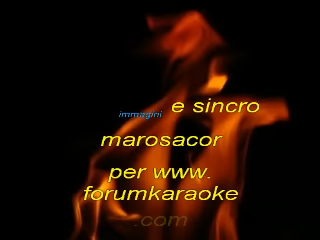 immagini e sincro
marosacor
per www.
forumkaraoke
.com